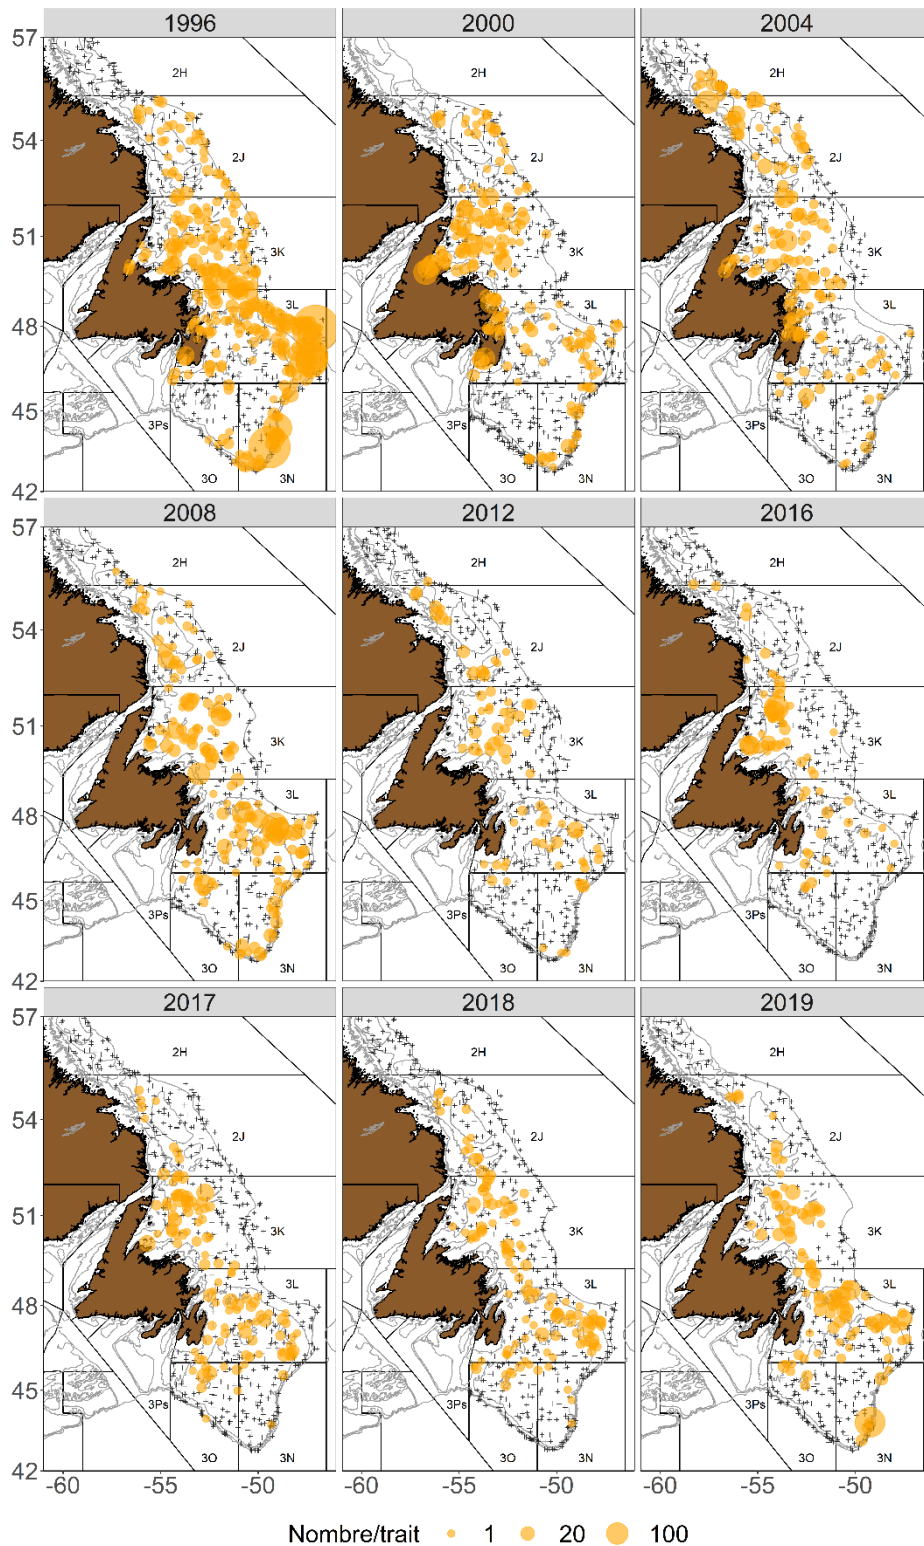 1996 2000 2004
57
2H 2H 2H
54
2J 2J 2J
51
3K 3K 3K
3L 3L 3L
48
45
3Ps 3Ps 3Ps
3O 3N 3O 3N 3O 3N
42
2008 2012 2016
57
2H 2H 2H
54
2J 2J 2J
51
3K 3K 3K
3L 3L 3L
48
45
3Ps 3Ps 3Ps
3O 3N 3O 3N 3O 3N
42
2017 2018 2019
57
2H 2H 2H
54
2J 2J 2J
51
3K 3K 3K
3L 3L 3L
48
45
3Ps 3Ps 3Ps
3O 3N 3O 3N 3O 3N
42
-60 -55 -50 -60 -55 -50 -60 -55 -50
Nombre/trait 1 20 100